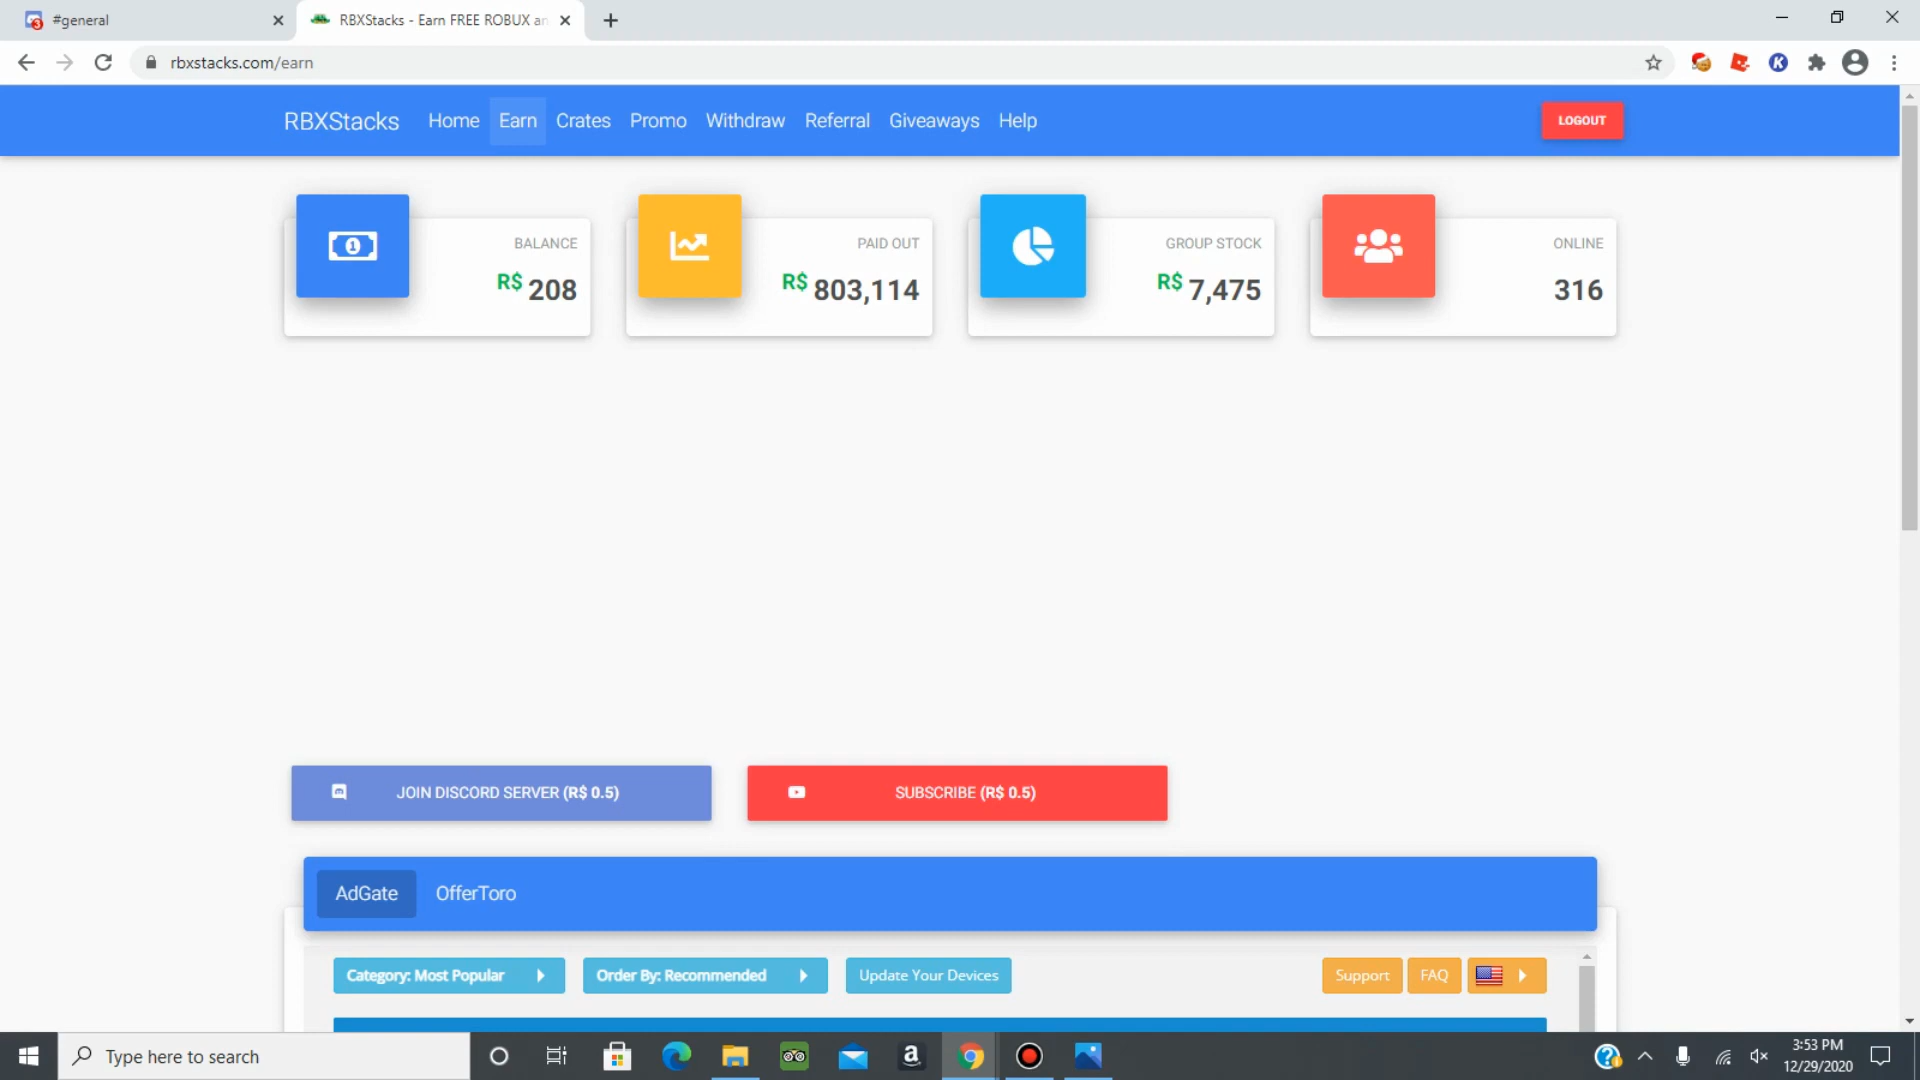 #general
RBXStacks - Earn FREE ROBUX an
rbxstacks.com/earn
K
RBXStacks Home Earn Crates Promo Withdraw Referral Giveaways Help LOGOUT
BALANCE
R$ 208
PAID OUT
R$ 803,114
GROUP STOCK
R$ 7,475
ONLINE
316
JOIN DISCORD SERVER (R$ 0.5)
SUBSCRIBE (R$ 0.5)
AdGate OfferToro
Category: Most Popular Order By: Recommended Update Your Devices Support FAQ
Type here to search
3:53 PM
12/29/2020